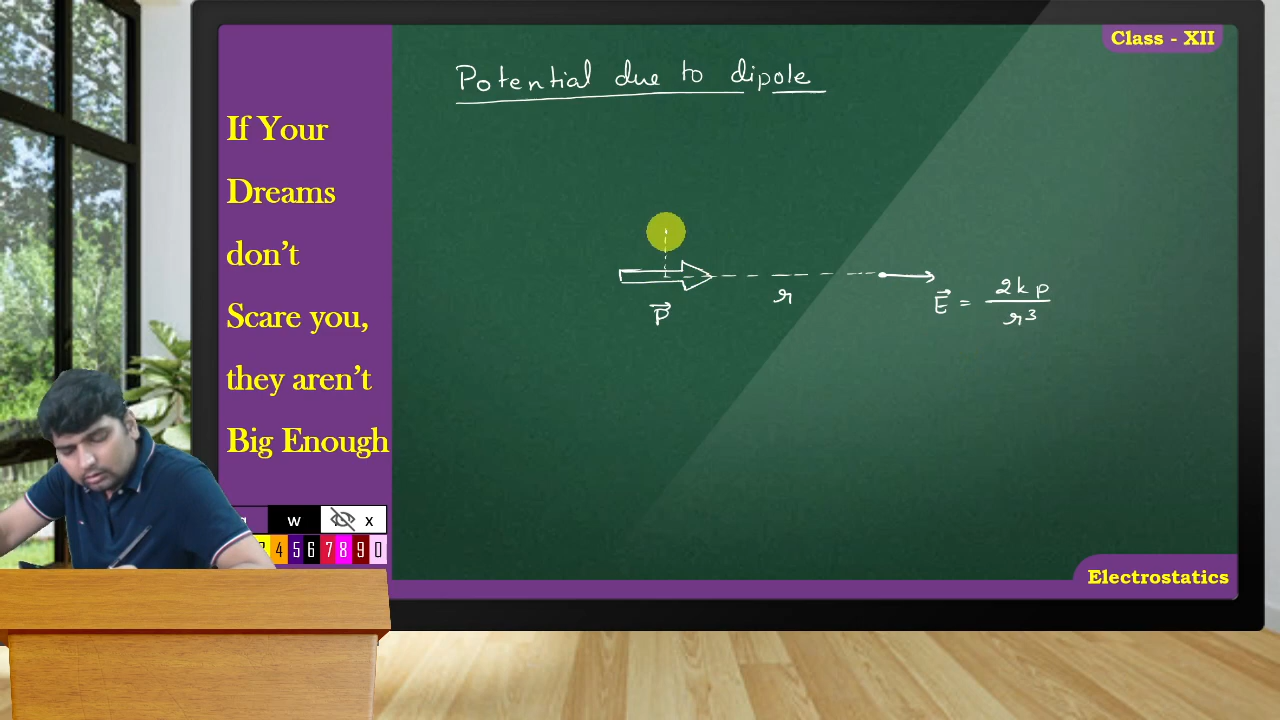 Class - XII
Potential due to dipole
If Your
Dreams
don't
Scare you,
they aren't
Big Enough
P⃗
r
E⃗ = 2kp / r³
w
x
4 5 6 7 8 9 0
Electrostatics